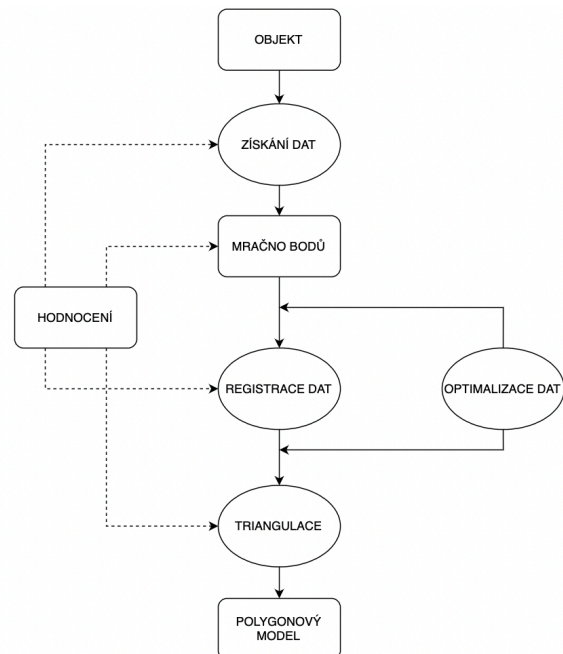 OBJEKT
ZÍSKÁNÍ DAT
MRAČNO BODŮ
HODNOCENÍ
REGISTRACE DAT
OPTIMALIZACE DAT
TRIANGULACE
POLYGONOVÝ
MODEL